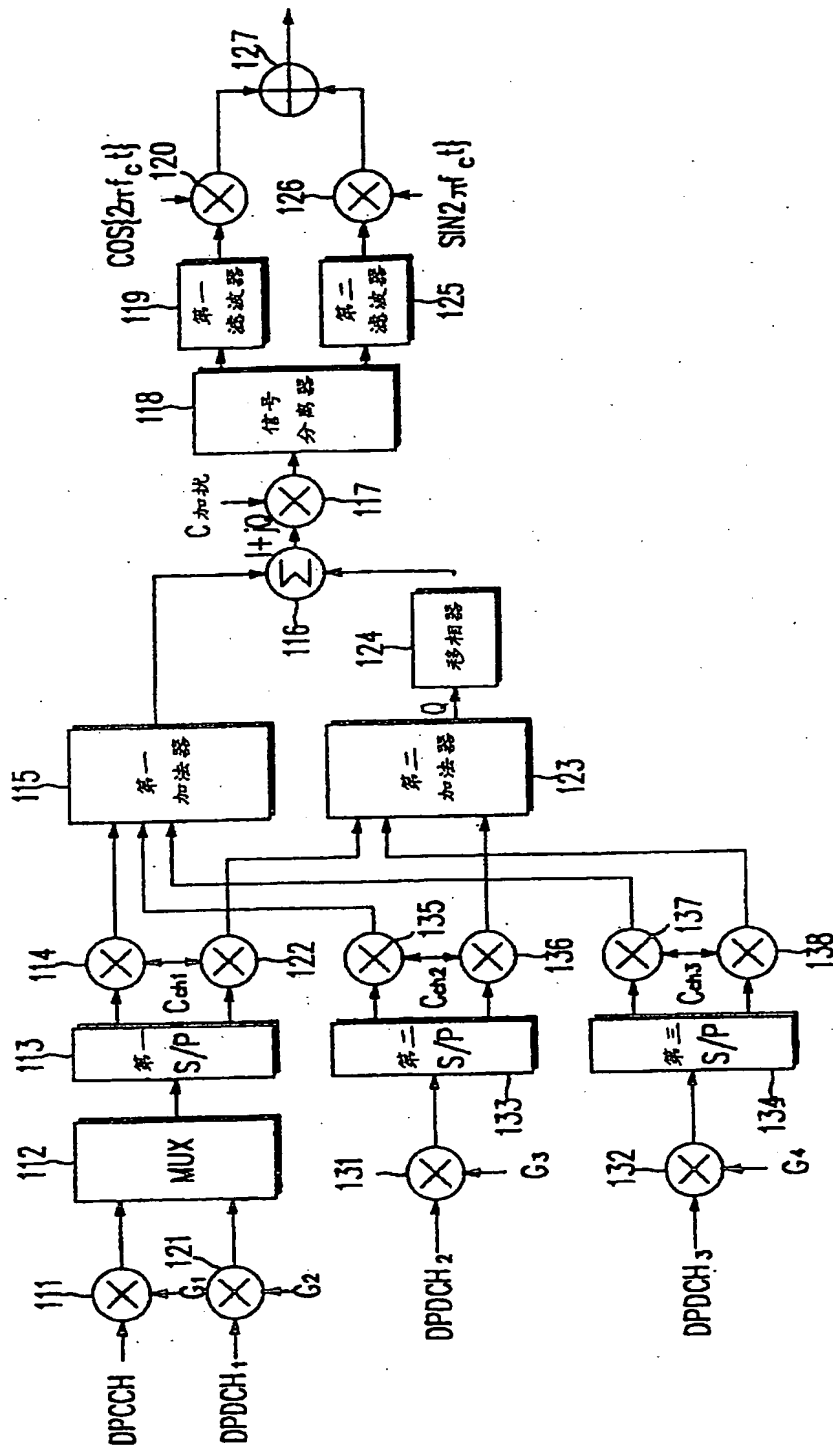 DPCCH
111
G₁
DPDCH₁
121
G₂
112
MUX
113
第一
S/P
114
Cch1
122
115
第一
加法器
DPDCH₂
131
G₃
133
第二
S/P
135
Cch2
136
第二
加法器
123
Q
124
移相器
DPDCH₃
132
G₄
134
第三
S/P
137
Cch3
138
116
Σ
I+jQ
C加扰
117
118
信号
分离器
119
第一
滤波器
COS{2πfct}
120
第二
滤波器
125
126
SIN2πfct}
127